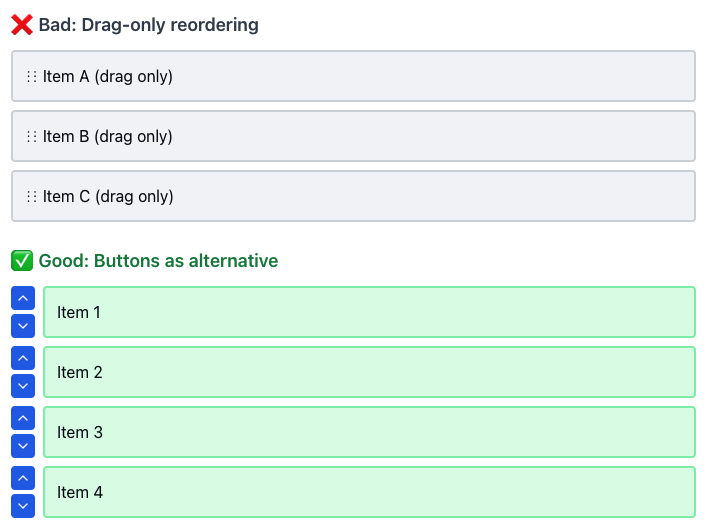 ❌ Bad: Drag-only reordering
Item A (drag only)
Item B (drag only)
Item C (drag only)
✅ Good: Buttons as alternative
Item 1
Item 2
Item 3
Item 4